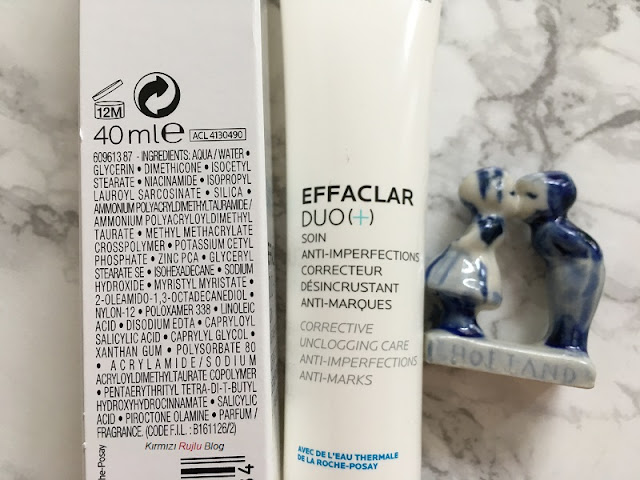 12M
40 ml e
ACL 4130490
609613 87 - INGREDIENTS: AQUA / WATER •
GLYCERIN • DIMETHICONE • ISOCETYL
STEARATE • NIACINAMIDE • ISOPROPYL
LAUROYL SARCOSINATE • SILICA •
AMMONIUM POLYACRYLDIMETHYLTAURAMIDE /
AMMONIUM POLYACRYLOYLDIMETHYL
TAURATE • METHYL METHACRYLATE
CROSSPOLYMER • POTASSIUM CETYL
PHOSPHATE • ZINC PCA • GLYCERYL
STEARATE SE • ISOHEXADECANE • SODIUM
HYDROXIDE • MYRISTYL MYRISTATE •
2-OLEAMIDO-1,3-OCTADECANEDIOL •
NYLON-12 • POLOXAMER 338 • LINOLEIC
ACID • DISODIUM EDTA • CAPRYLOYL
SALICYLIC ACID • CAPRYLYL GLYCOL •
XANTHAN GUM • POLYSORBATE 80
• ACRYLAMIDE / SODIUM
ACRYLOYLDIMETHYLTAURATE COPOLYMER
• PENTAERYTHRITYL TETRA-DI-T-BUTYL
HYDROXYHYDROCINNAMATE • SALICYLIC
ACID • PIROCTONE OLAMINE • PARFUM /
FRAGRANCE. (CODE F.I.L. : B161126/2)
Kırmızı Rujlu Blog
he-Posay
EFFACLAR
DUO(+)
SOIN
ANTI-IMPERFECTIONS
CORRECTEUR
DÉSINCRUSTANT
ANTI-MARQUES
CORRECTIVE
UNCLOGGING CARE
ANTI-IMPERFECTIONS
ANTI-MARKS
AVEC DE L'EAU THERMALE
DE LA ROCHE-POSAY
HOLLAND